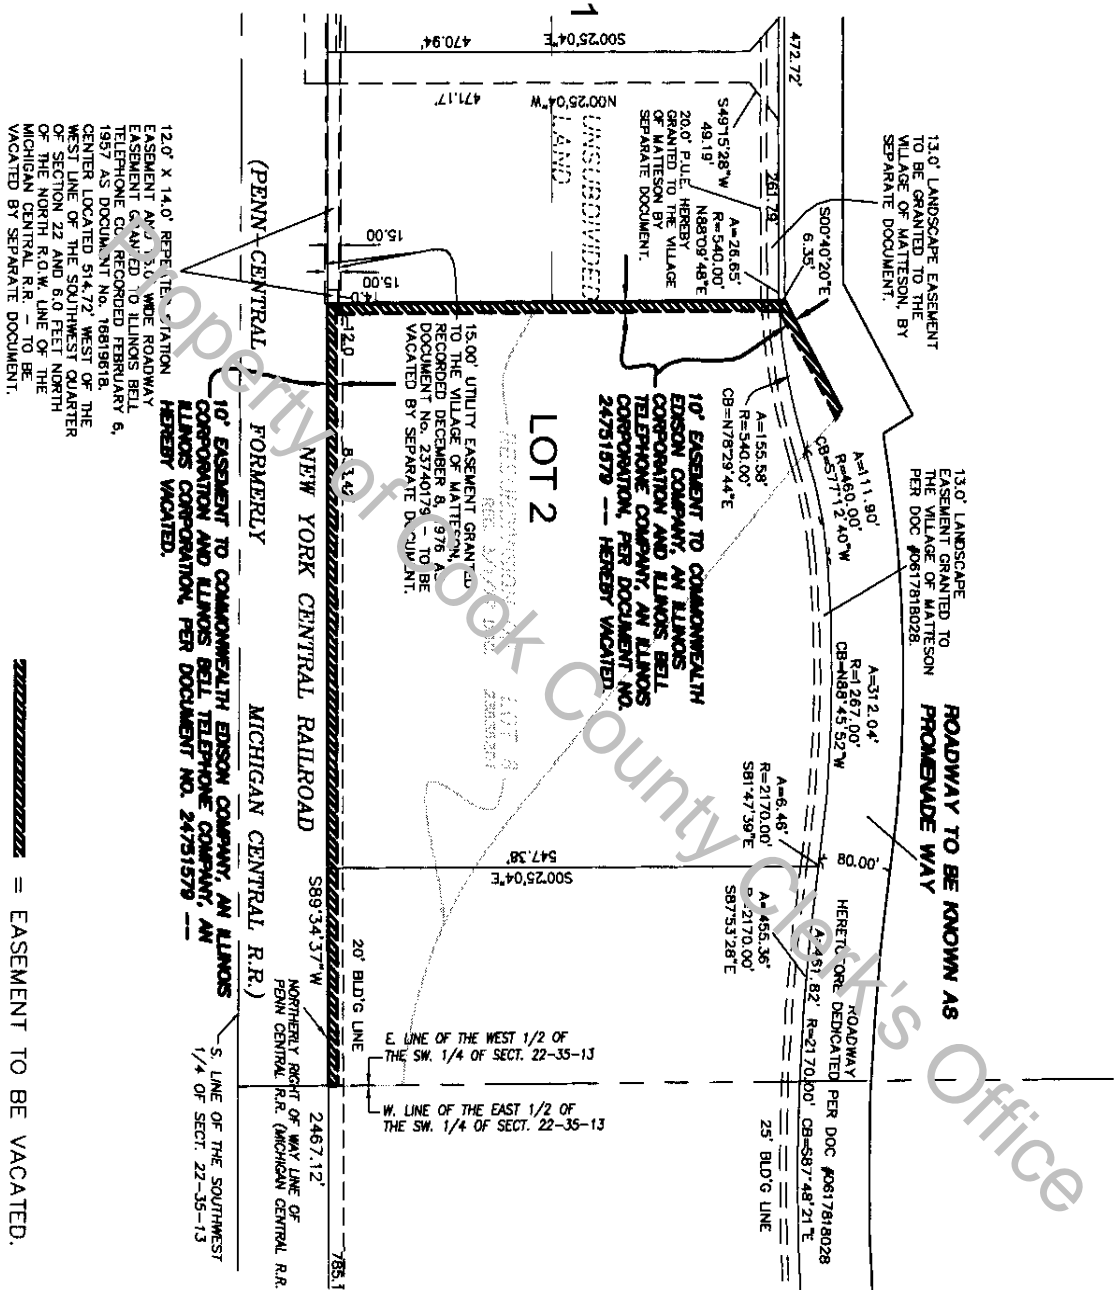 13.0' LANDSCAPE EASEMENT
TO BE GRANTED TO THE
VILLAGE OF MATTESON, BY
SEPARATE DOCUMENT.
13.0' LANDSCAPE
EASEMENT GRANTED TO
THE VILLAGE OF MATTESON
PER DOC #0617818028.
ROADWAY TO BE KNOWN AS
PROMENADE WAY
472.72'
S00°40'20"E
6.35'
261.79'
S49°15'28"W
49.19'
A=26.65'
R=540.00'
N88°09'48"E
20.0' P.U.E. HEREBY
GRANTED TO THE VILLAGE
OF MATTESON BY
SEPARATE DOCUMENT.
A=155.58'
R=540.00'
CB=N78°29'44"E
A=111.90'
R=460.00'
CB=S77°12'40"W
A=312.04'
R=1267.00'
CB=N88°45'52"W
A=6.46'
R=2170.00'
S81°47'39"E
80.00'
A=455.36'
R=2170.00'
S87°53'28"E
ROADWAY
HERETOFORE DEDICATED PER DOC #0617818028
A=451.82' R=2170.00' CB=S87°48'21"E
25' BLD'G LINE
1
S00°25'04"E
470.94'
N00°25'04"W
471.17'
UNSUBDIVIDED
LAND
LOT 2
10' EASEMENT TO COMMONWEALTH
EDISON COMPANY, AN ILLINOIS
CORPORATION AND ILLINOIS BELL
TELEPHONE COMPANY, AN ILLINOIS
CORPORATION, PER DOCUMENT NO.
24751579 -- HEREBY VACATED.
547.38'
S00°25'04"E
LOT
15.00
15.00
14.0
12.0
15.00' UTILITY EASEMENT GRANTED
TO THE VILLAGE OF MATTESON,
RECORDED DECEMBER 8, 1976 AS
DOCUMENT No. 23740179 - TO BE
VACATED BY SEPARATE DOCUMENT.
E. LINE OF THE WEST 1/2 OF
THE SW. 1/4 OF SECT. 22-35-13
W. LINE OF THE EAST 1/2 OF
THE SW. 1/4 OF SECT. 22-35-13
20' BLD'G LINE
S89°34'37"W
2467.12'
785.1
NEW YORK CENTRAL RAILROAD
NORTHERLY RIGHT OF WAY LINE OF
PENN CENTRAL R.R. (MICHIGAN CENTRAL R.R.
(PENN-CENTRAL FORMERLY MICHIGAN CENTRAL R.R.)
S. LINE OF THE SOUTHWEST
1/4 OF SECT. 22-35-13
10' EASEMENT TO COMMONWEALTH EDISON COMPANY, AN ILLINOIS
CORPORATION AND ILLINOIS BELL TELEPHONE COMPANY, AN
ILLINOIS CORPORATION, PER DOCUMENT NO. 24751579 --
HEREBY VACATED.
12.0' X 14.0' REPEATER STATION
EASEMENT AND 5.0' WIDE ROADWAY
EASEMENT GRANTED TO ILLINOIS BELL
TELEPHONE CO. RECORDED FEBRUARY 6,
1957 AS DOCUMENT No. 16819618.
CENTER LOCATED 514.72' WEST OF THE
WEST LINE OF THE SOUTHWEST QUARTER
OF SECTION 22 AND 6.0 FEET NORTH
OF THE NORTH R.O.W. LINE OF THE
MICHIGAN CENTRAL R.R. - TO BE
VACATED BY SEPARATE DOCUMENT.
= EASEMENT TO BE VACATED.
Property of Cook County Clerk's Office